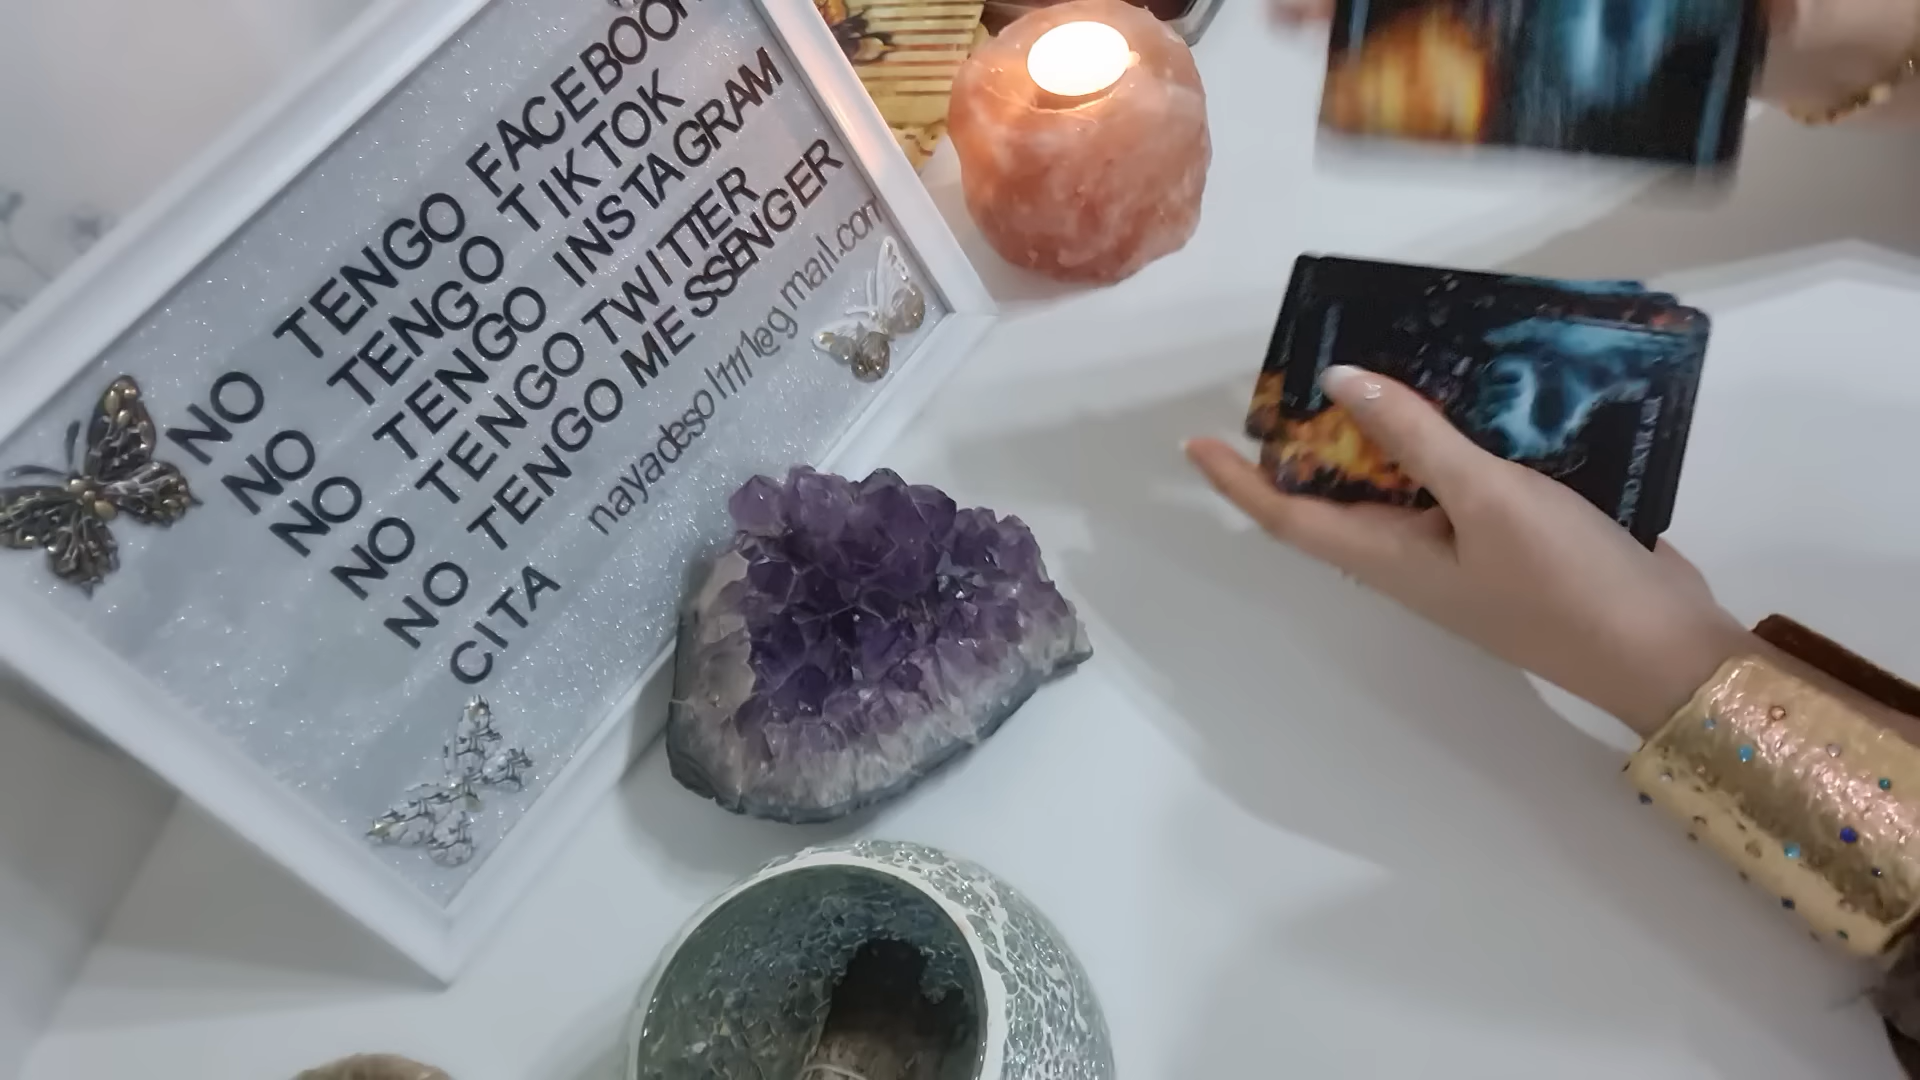 NO TENGO FACEBOOK
NO TENGO TIKTOK
NO TENGO INSTAGRAM
NO TENGO TWITTER
NO TENGO MESSENGER
CITA nayadesol1111@gmail.com